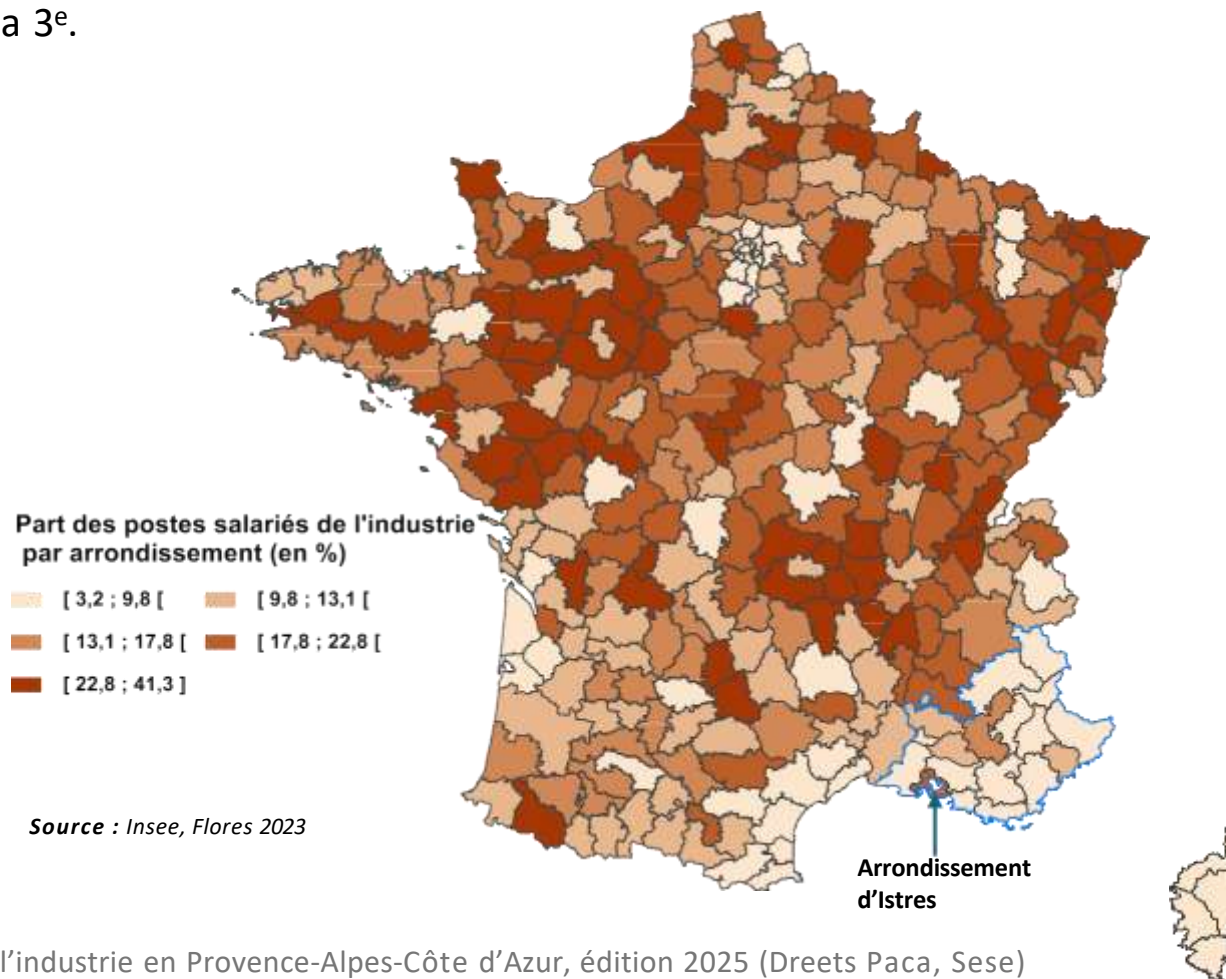 a 3e.
Part des postes salariés de l'industrie
par arrondissement (en %)
[ 3,2 ; 9,8 [
[ 9,8 ; 13,1 [
[ 13,1 ; 17,8 [
[ 17,8 ; 22,8 [
[ 22,8 ; 41,3 ]
Source : Insee, Flores 2023
Arrondissement
d'Istres
l'industrie en Provence-Alpes-Côte d'Azur, édition 2025 (Dreets Paca, Sese)